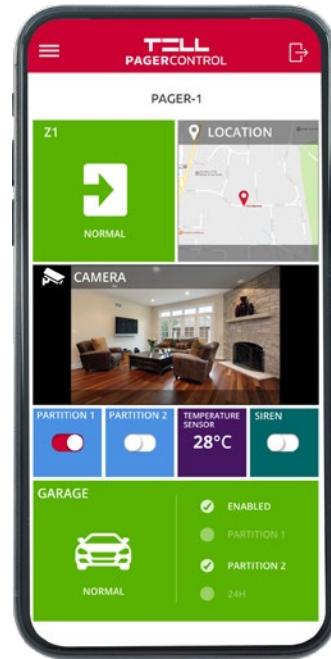 TELL
PAGERCONTROL
PAGER-1
Z1
NORMAL
LOCATION
CAMERA
PARTITION 1
PARTITION 2
TEMPERATURE
SENSOR
28°C
SIREN
GARAGE
NORMAL
ENABLED
PARTITION 1
PARTITION 2
24H